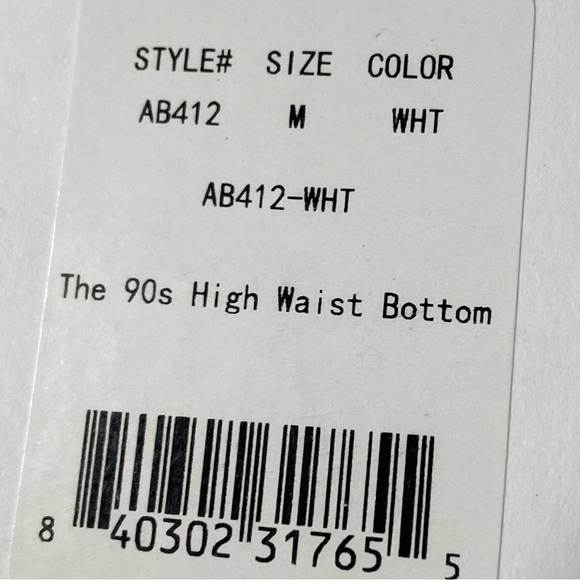 STYLE# SIZE COLOR
AB412 M WHT
AB412-WHT
The 90s High Waist Bottom
8 40302 31765 5